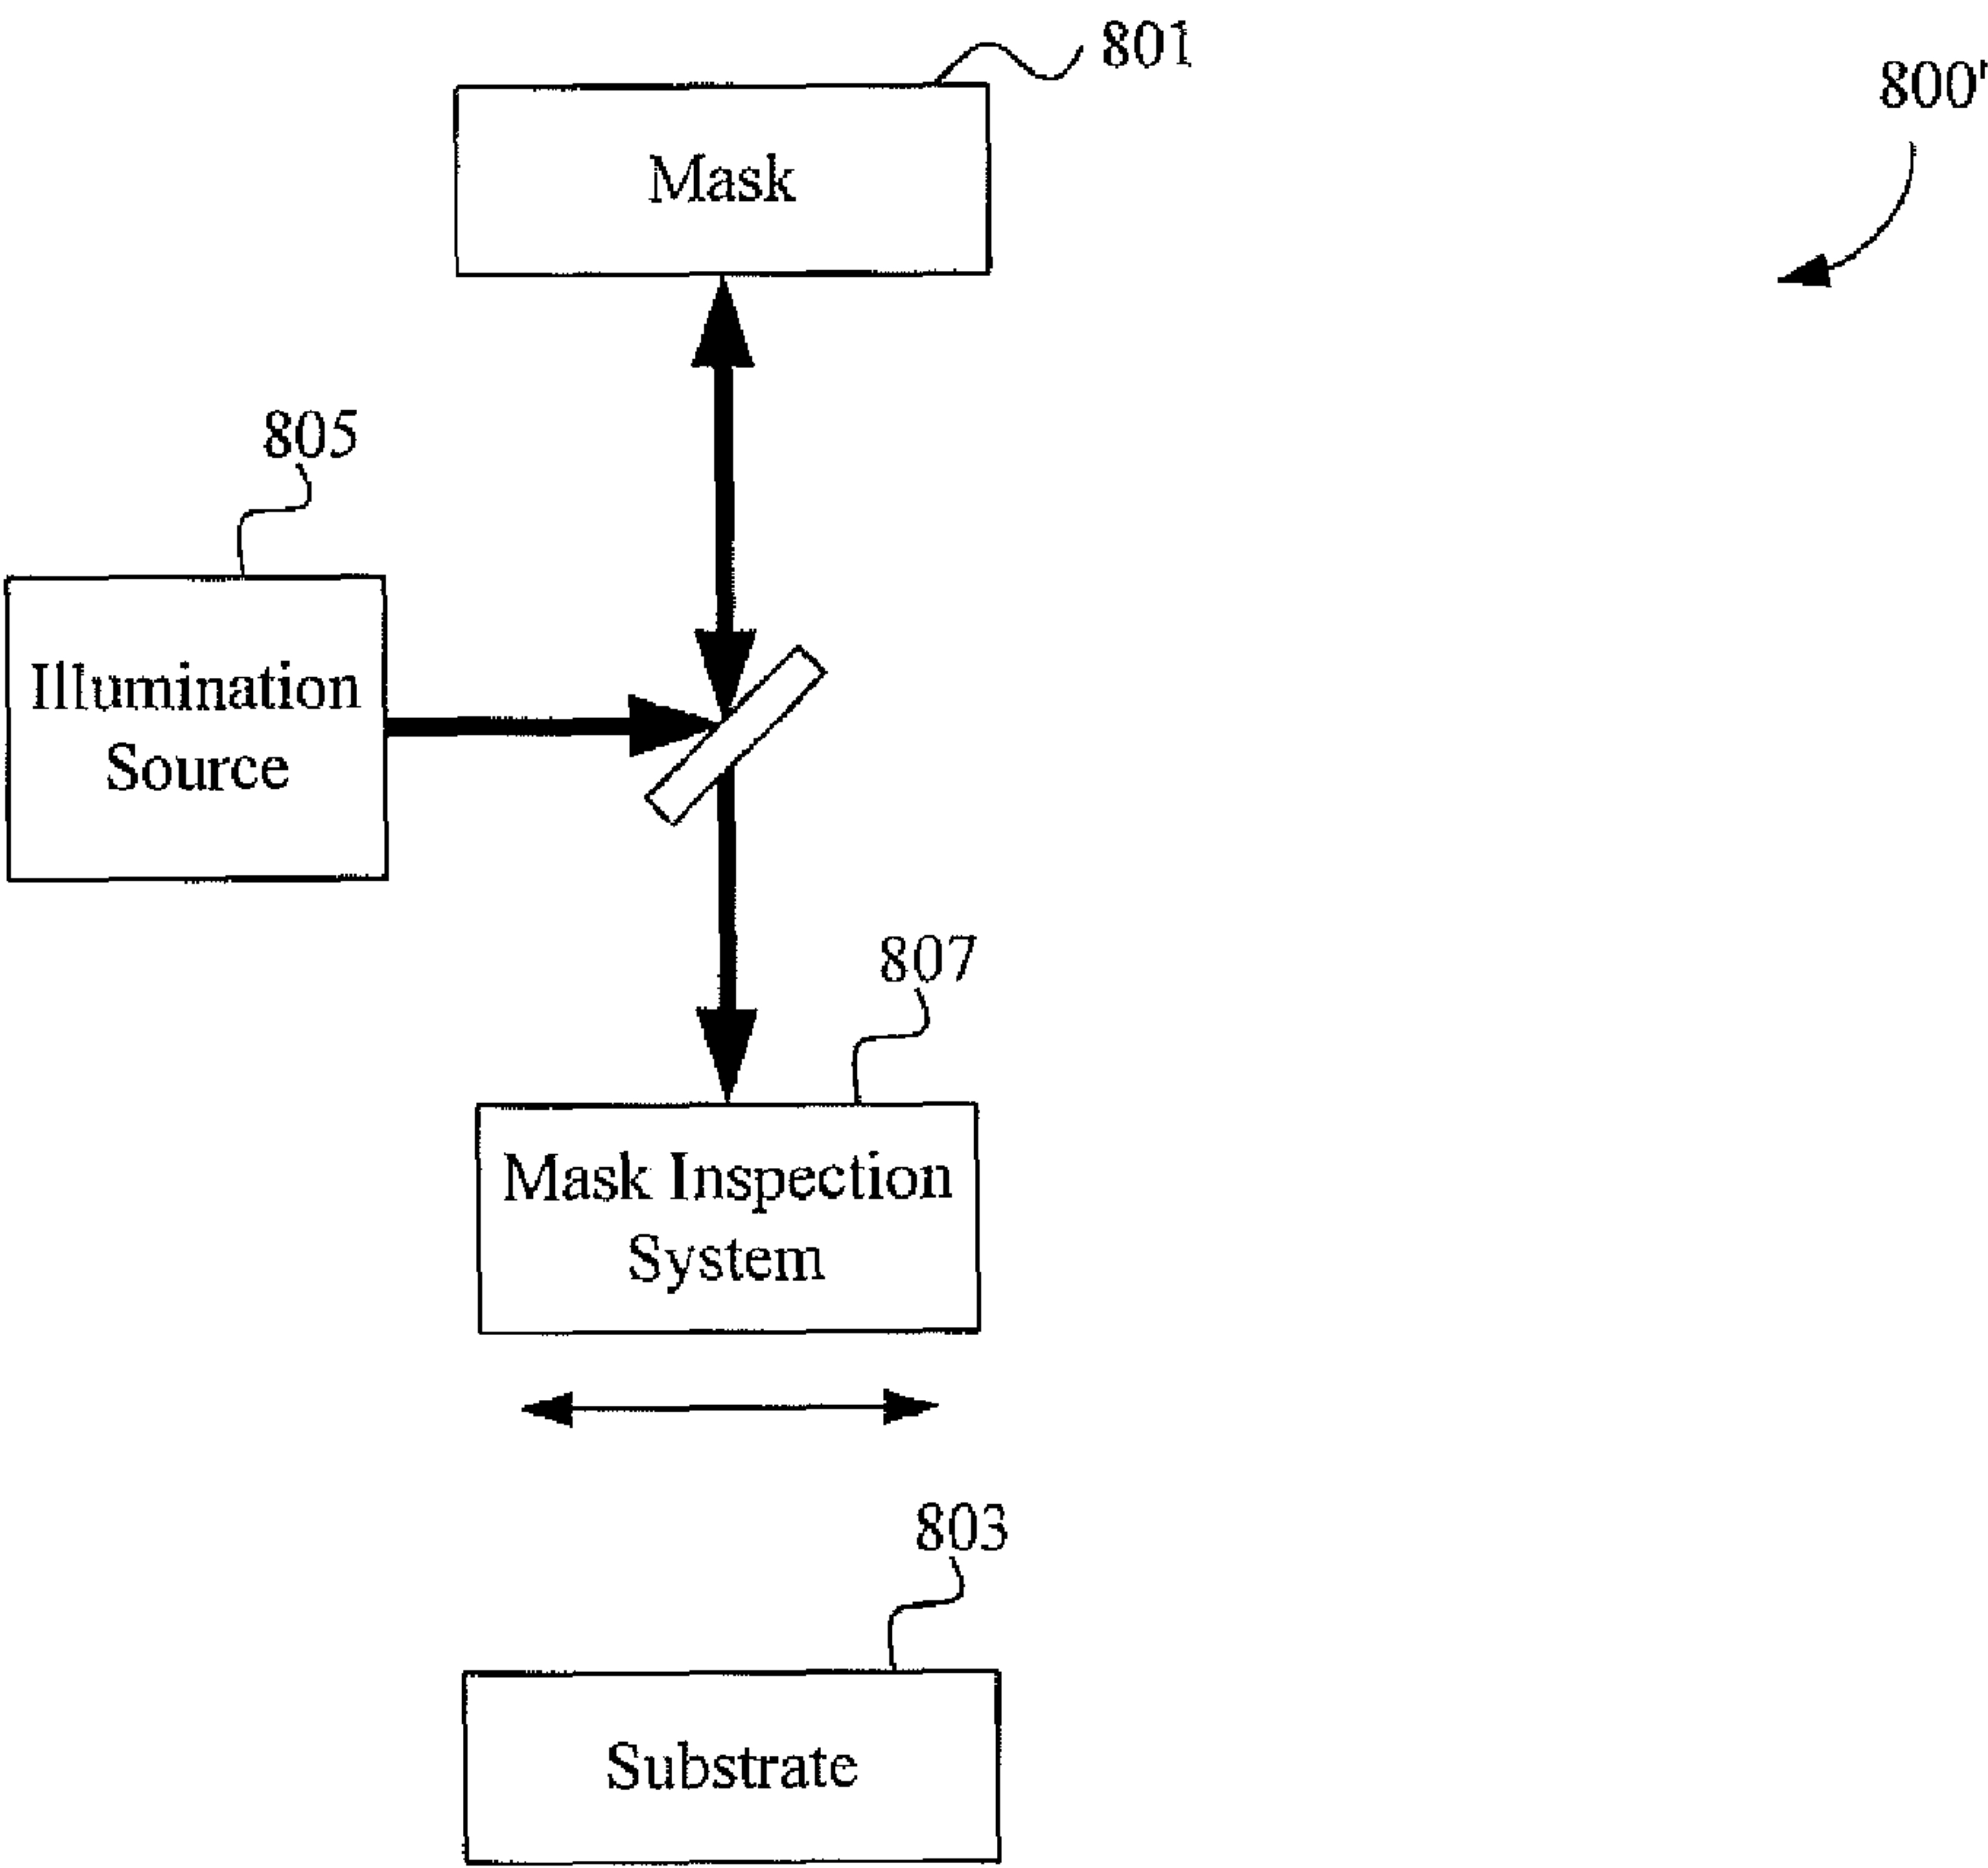 801
800'
Mask
805
Illumination
Source
807
Mask Inspection
System
803
Substrate